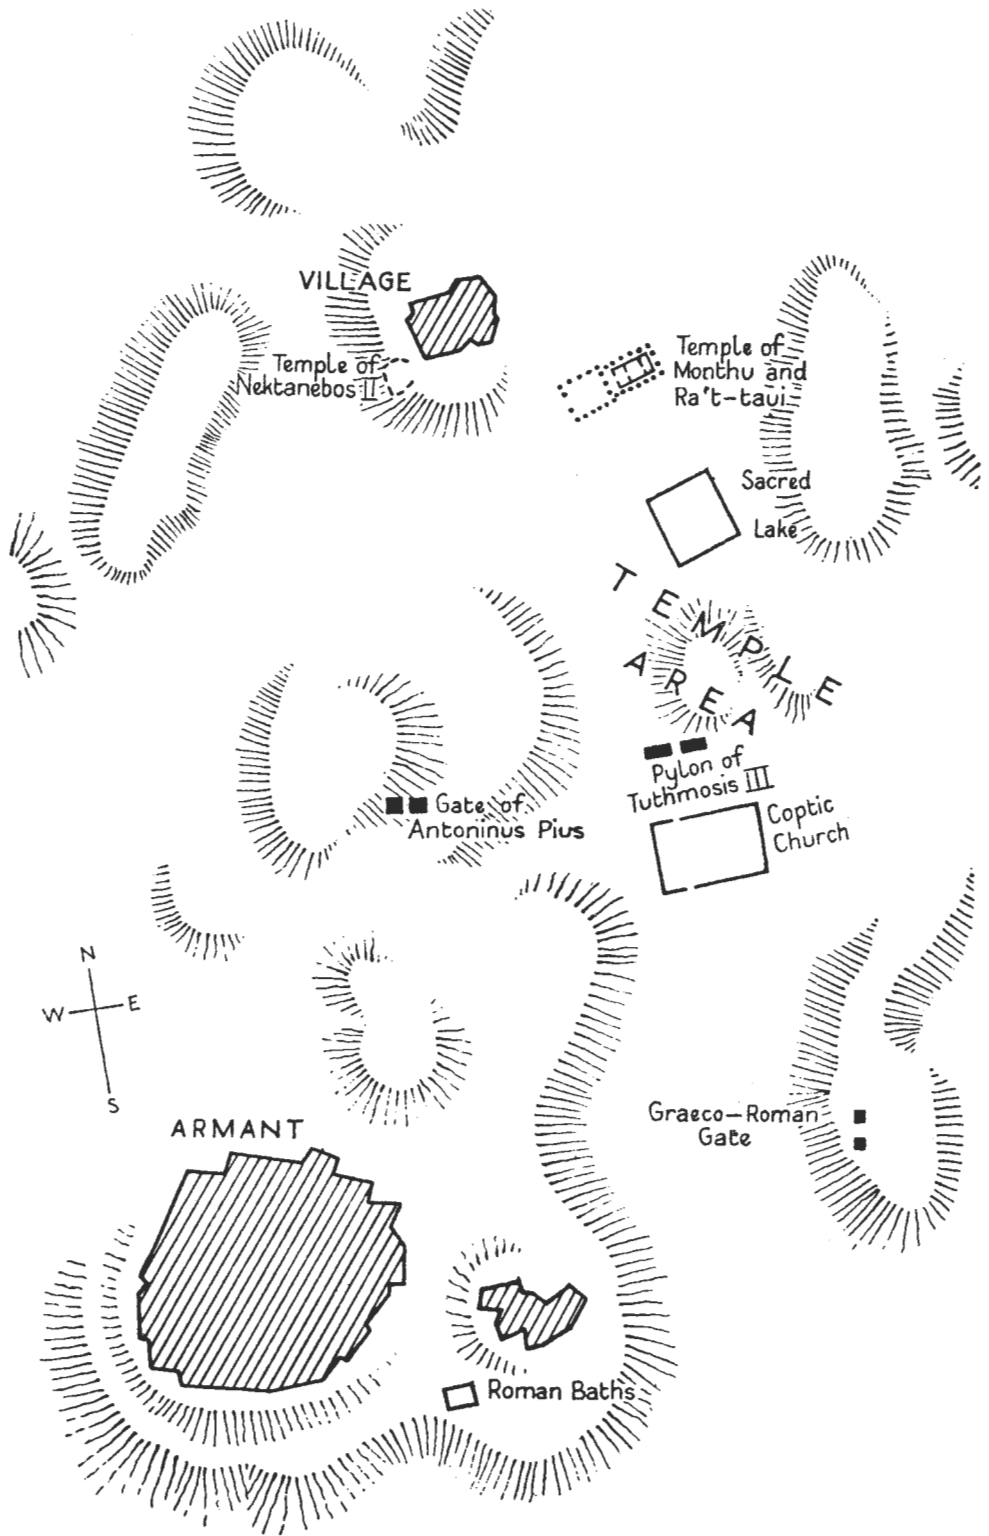 VILLAGE
Temple of
Nektanebos II
Temple of
Monthu and
Ra't-taui
Sacred
Lake
TEMPLE
AREA
Pylon of
Tuthmosis III
Gate of
Antoninus Pius
Coptic
Church
N
W E
S
ARMANT
Graeco-Roman
Gate
Roman Baths